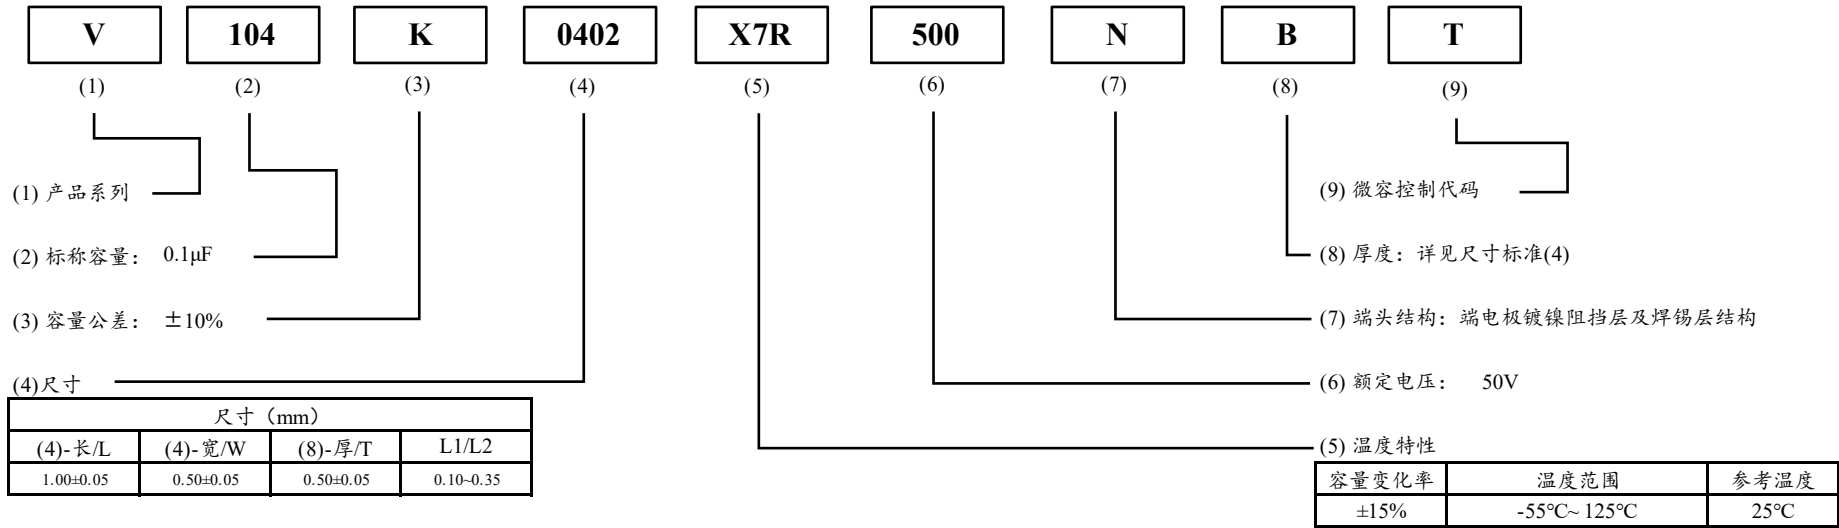 V 104 K 0402 X7R 500 N B T
(1) (2) (3) (4) (5) (6) (7) (8) (9)
(1) 产品系列
(9) 微容控制代码
(2) 标称容量： 0.1μF
(8) 厚度：详见尺寸标准(4)
(3) 容量公差： ±10%
(7) 端头结构：端电极镀镍阻挡层及焊锡层结构
(4)尺寸
(6) 额定电压： 50V
尺寸（mm）
(4)-长/L (4)-宽/W (8)-厚/T L1/L2
1.00±0.05 0.50±0.05 0.50±0.05 0.10~0.35
(5) 温度特性
容量变化率 温度范围 参考温度
±15% -55°C~ 125°C 25°C